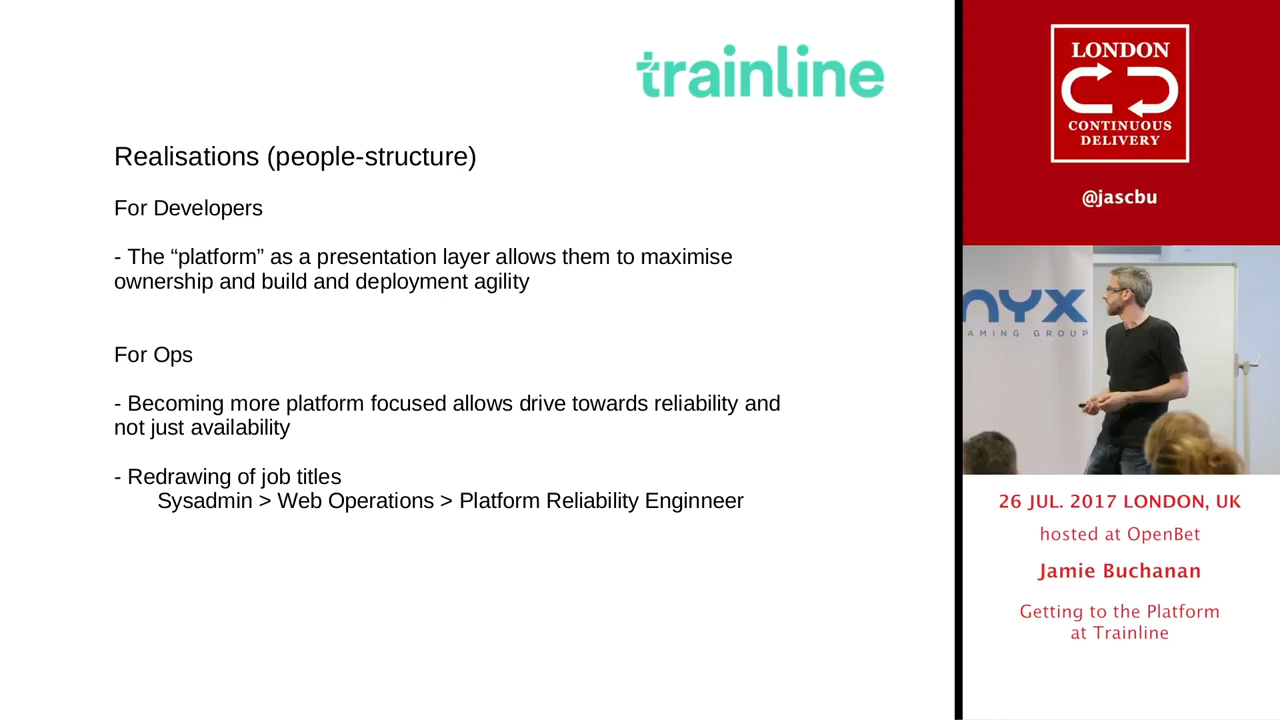 trainline
Realisations (people-structure)
For Developers
- The “platform” as a presentation layer allows them to maximise
ownership and build and deployment agility
For Ops
- Becoming more platform focused allows drive towards reliability and
not just availability
- Redrawing of job titles
Sysadmin > Web Operations > Platform Reliability Enginneer
LONDON
CONTINUOUS
DELIVERY
@jascbu
NYX
AMING GROUP
26 JUL. 2017 LONDON, UK
hosted at OpenBet
Jamie Buchanan
Getting to the Platform
at Trainline